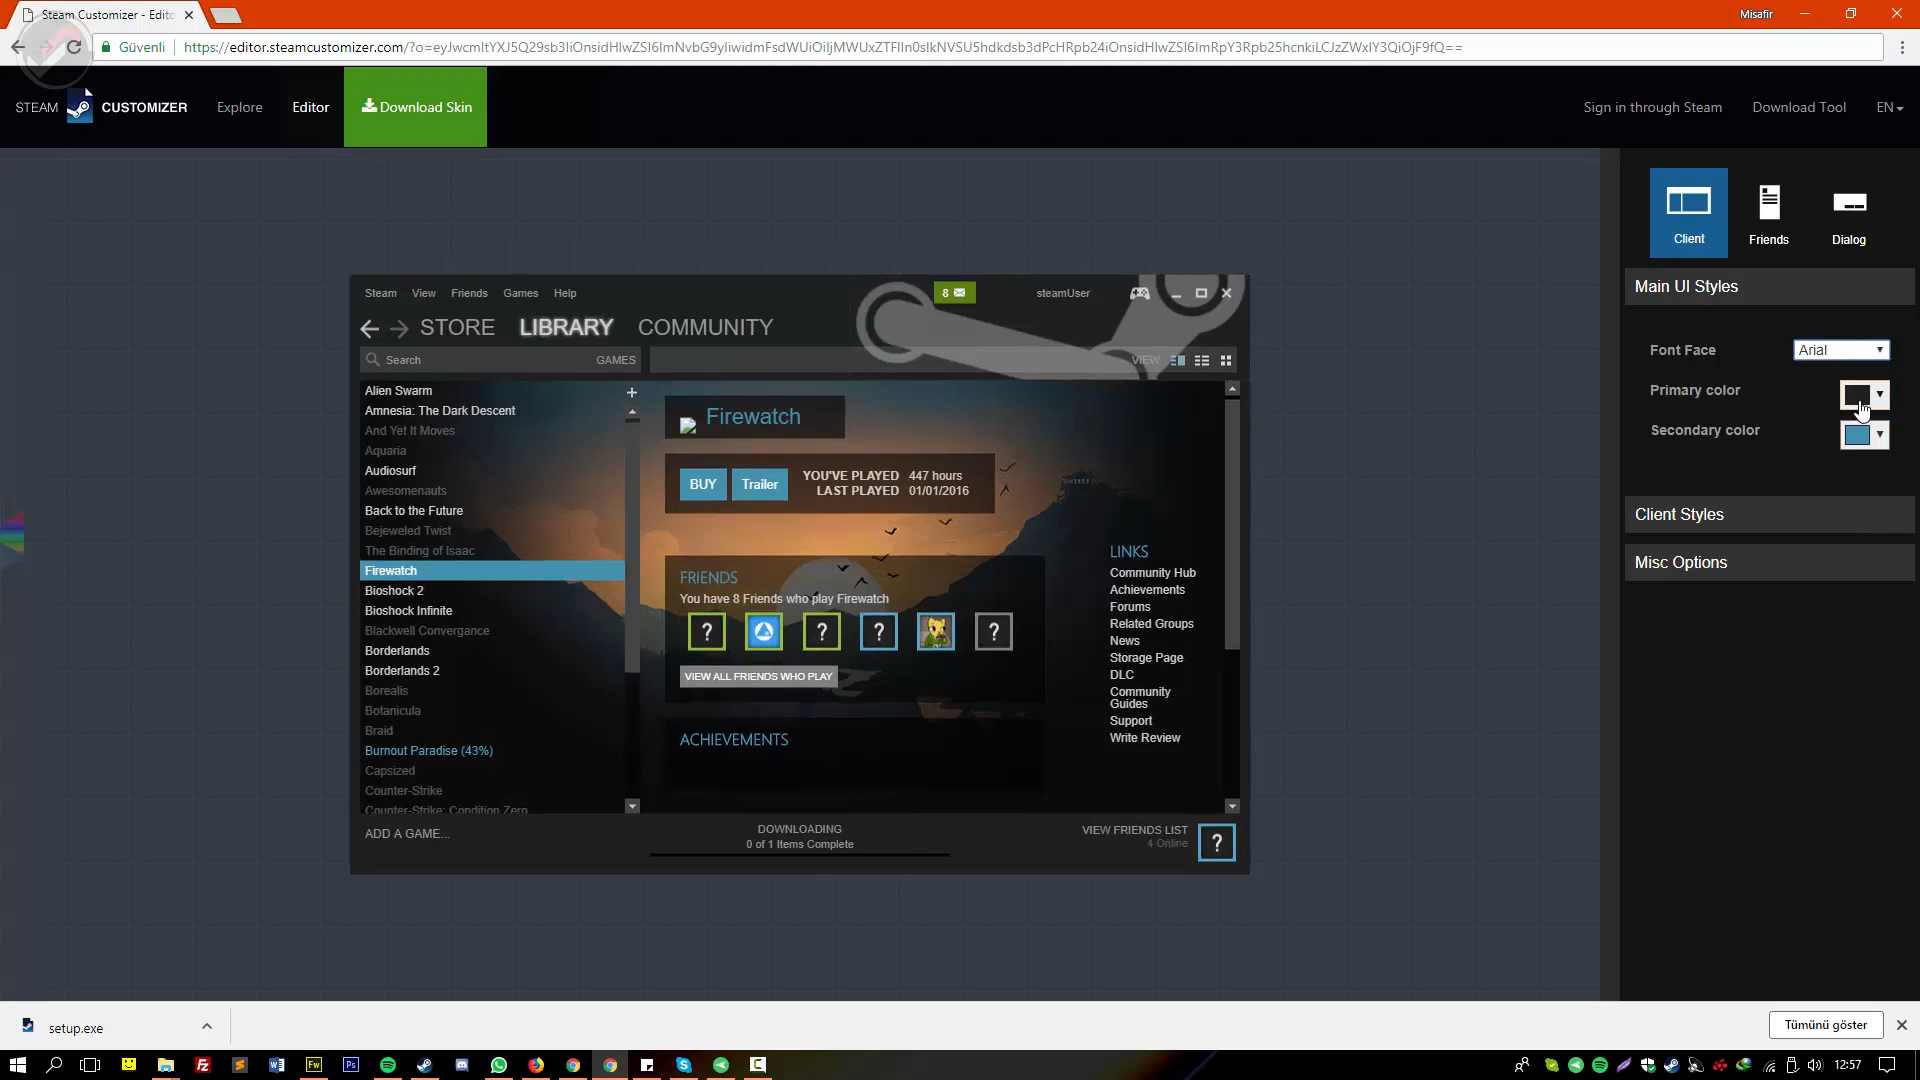 Steam Customizer - Edito
Misafir
Güvenli
STEAM CUSTOMIZER
Explore
Editor
Download Skin
Sign in through Steam
Download Tool
EN
Client
Friends
Dialog
Main UI Styles
Font Face
Arial
Primary color
Secondary color
Client Styles
Misc Options
Steam
View
Friends
Games
Help
8
steamUser
STORE
LIBRARY
COMMUNITY
Search
GAMES
VIEW
Alien Swarm
Amnesia: The Dark Descent
And Yet It Moves
Aquaria
Audiosurf
Awesomenauts
Back to the Future
Bejeweled Twist
The Binding of Isaac
Firewatch
Bioshock 2
Bioshock Infinite
Blackwell Convergance
Borderlands
Borderlands 2
Borealis
Botanicula
Braid
Burnout Paradise (43%)
Capsized
Counter-Strike
Counter-Strike: Condition Zero
Firewatch
BUY
Trailer
YOU'VE PLAYED 447 hours
LAST PLAYED 01/01/2016
FRIENDS
You have 8 Friends who play Firewatch
? ? ? ?
VIEW ALL FRIENDS WHO PLAY
ACHIEVEMENTS
LINKS
Community Hub
Achievements
Forums
Related Groups
News
Storage Page
DLC
Community
Guides
Support
Write Review
ADD A GAME...
DOWNLOADING
0 of 1 Items Complete
VIEW FRIENDS LIST
4 Online
?
setup.exe
Tümünü göster
Fz
Fw
Ps
12:57